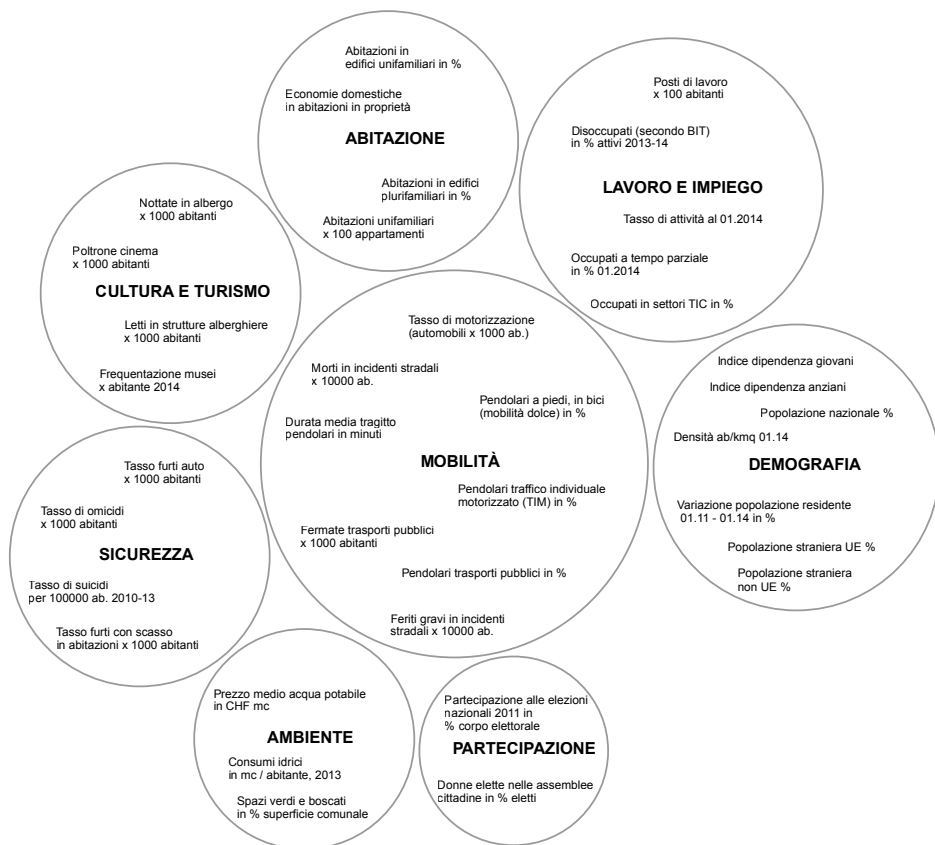 Abitazioni in
edifici unifamiliari in %
Economie domestiche
in abitazioni in proprietà
ABITAZIONE
Abitazioni in edifici
plurifamiliari in %
Abitazioni unifamiliari
x 100 appartamenti
Posti di lavoro
x 100 abitanti
Disoccupati (secondo BIT)
in % attivi 2013-14
LAVORO E IMPIEGO
Tasso di attività al 01.2014
Occupati a tempo parziale
in % 01.2014
Occupati in settori TIC in %
Nottate in albergo
x 1000 abitanti
Poltrone cinema
x 1000 abitanti
CULTURA E TURISMO
Letti in strutture alberghiere
x 1000 abitanti
Frequentazione musei
x abitante 2014
Tasso di motorizzazione
(automobili x 1000 ab.)
Morti in incidenti stradali
x 10000 ab.
Pendolari a piedi, in bici
(mobilità dolce) in %
Durata media tragitto
pendolari in minuti
MOBILITÀ
Pendolari traffico individuale
motorizzato (TIM) in %
Fermate trasporti pubblici
x 1000 abitanti
Pendolari trasporti pubblici in %
Feriti gravi in incidenti
stradali x 10000 ab.
Indice dipendenza giovani
Indice dipendenza anziani
Popolazione nazionale %
Densità ab/kmq 01.14
DEMOGRAFIA
Variazione popolazione residente
01.11 - 01.14 in %
Popolazione straniera UE %
Popolazione straniera
non UE %
Tasso furti auto
x 1000 abitanti
Tasso di omicidi
x 1000 abitanti
SICUREZZA
Tasso di suicidi
per 100000 ab. 2010-13
Tasso furti con scasso
in abitazioni x 1000 abitanti
Prezzo medio acqua potabile
in CHF mc
AMBIENTE
Consumi idrici
in mc / abitante, 2013
Spazi verdi e boscati
in % superficie comunale
Partecipazione alle elezioni
nazionali 2011 in
% corpo elettorale
PARTECIPAZIONE
Donne elette nelle assemblee
cittadine in % eletti